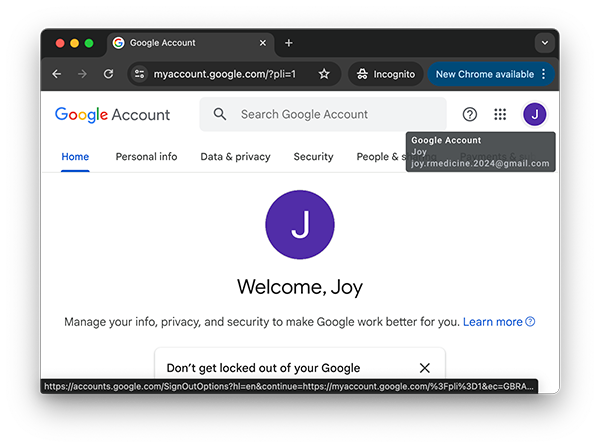 Google Account
myaccount.google.com/?pli=1
Incognito
New Chrome available
Google Account
Search Google Account
J
Google Account
Joy
joy.rmedicine.2024@gmail.com
Home
Personal info
Data & privacy
Security
People &
J
Welcome, Joy
Manage your info, privacy, and security to make Google work better for you. Learn more
Don't get locked out of your Google
https://accounts.google.com/SignOutOptions?hl=en&continue=https://myaccount.google.com/%3Fpli%3D1&ec=GBRA...